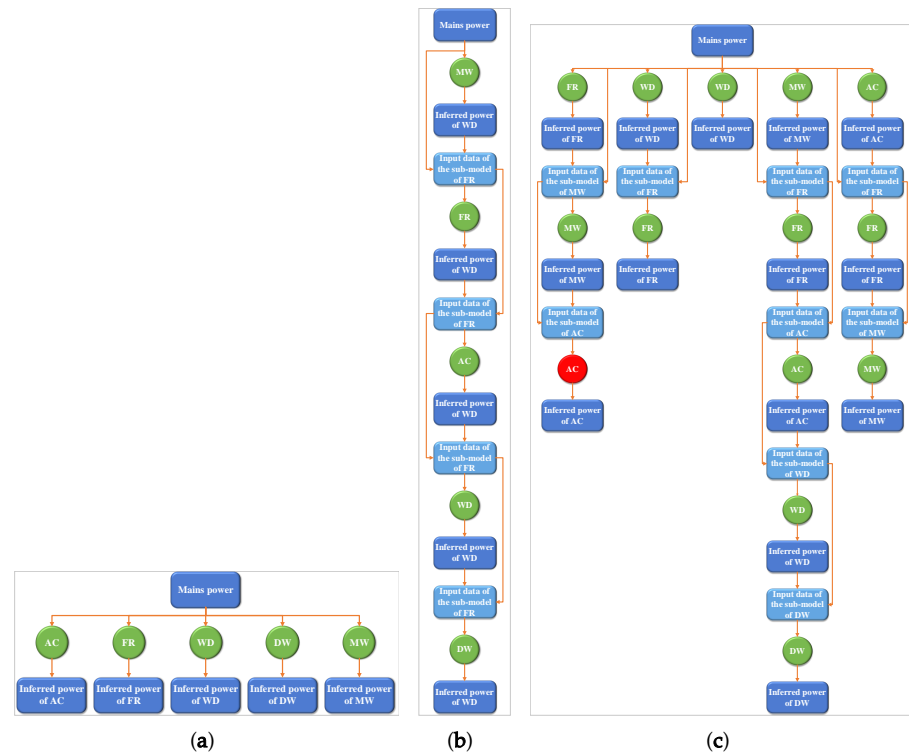 Mains power
AC
FR
WD
DW
MW
Inferred power
of AC
Inferred power
of FR
Inferred power
of WD
Inferred power
of DW
Inferred power
of MW
(a)
Mains power
MW
Inferred power
of WD
Input data of
the sub-model
of FR
FR
Inferred power
of WD
Input data of
the sub-model
of FR
AC
Inferred power
of WD
Input data of
the sub-model
of FR
WD
Inferred power
of WD
Input data of
the sub-model
of FR
DW
Inferred power
of WD
(b)
Mains power
FR
Inferred power
of FR
Input data of
the sub-model
of MW
MW
Inferred power
of MW
Input data of
the sub-model
of AC
AC
Inferred power
of AC
WD
Inferred power
of WD
Input data of
the sub-model
of FR
FR
Inferred power
of FR
WD
Inferred power
of WD
MW
Inferred power
of MW
Input data of
the sub-model
of FR
FR
Inferred power
of FR
Input data of
the sub-model
of AC
AC
Inferred power
of AC
Input data of
the sub-model
of WD
WD
Inferred power
of WD
Input data of
the sub-model
of DW
DW
Inferred power
of DW
AC
Inferred power
of AC
Input data of
the sub-model
of FR
FR
Inferred power
of FR
Input data of
the sub-model
of MW
MW
Inferred power
of MW
(c)